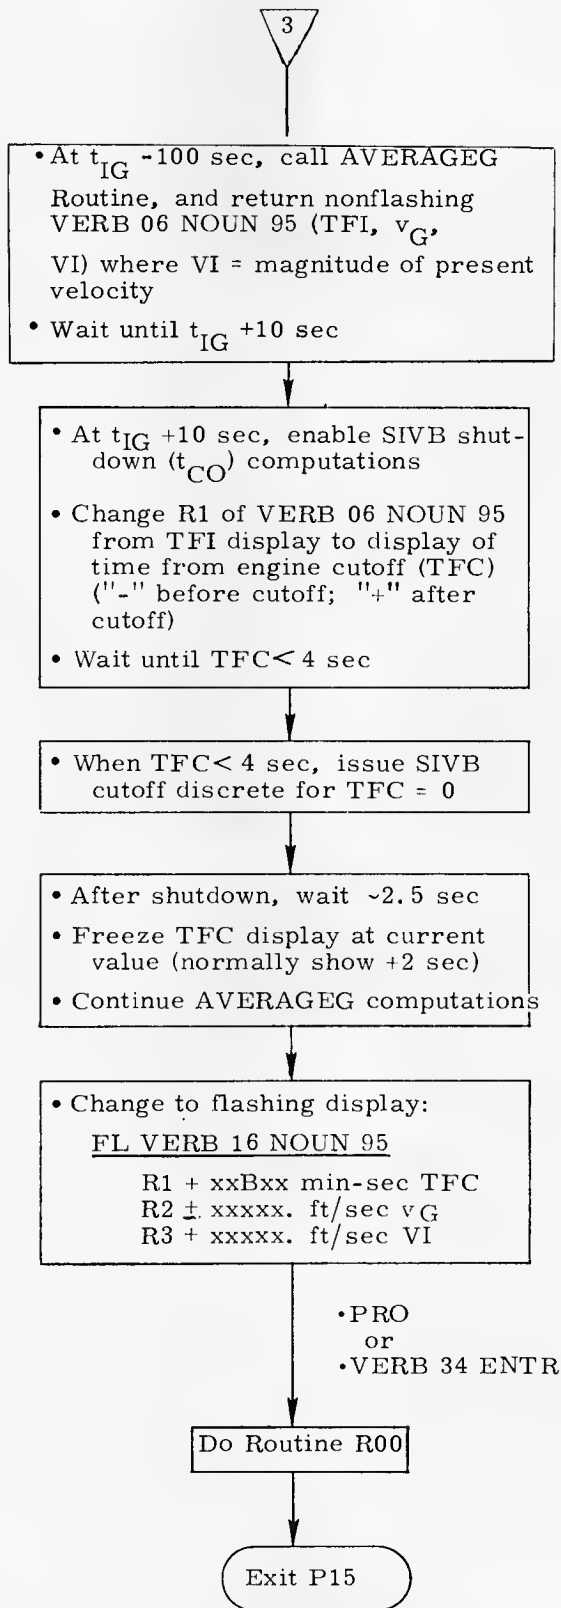 3
• At tIG -100 sec, call AVERAGEG
Routine, and return nonflashing
VERB 06 NOUN 95 (TFI, vG,
VI) where VI = magnitude of present
velocity
• Wait until tIG +10 sec
• At tIG +10 sec, enable SIVB shut-
down (tCO) computations
• Change R1 of VERB 06 NOUN 95
from TFI display to display of
time from engine cutoff (TFC)
("-" before cutoff; "+" after
cutoff)
• Wait until TFC< 4 sec
• When TFC< 4 sec, issue SIVB
cutoff discrete for TFC = 0
• After shutdown, wait ~2.5 sec
• Freeze TFC display at current
value (normally show +2 sec)
• Continue AVERAGEG computations
• Change to flashing display:
FL VERB 16 NOUN 95
R1 + xxBxx min-sec TFC
R2 ± xxxxx. ft/sec vG
R3 + xxxxx. ft/sec VI
•PRO
or
•VERB 34 ENTR
Do Routine R00
Exit P15